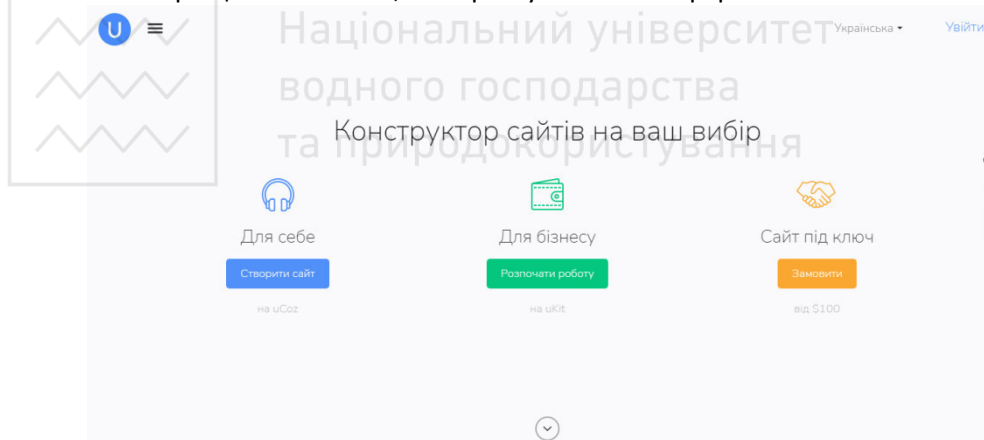 U
Українська
Увійти
Національний університет
водного господарства
та природокористування
Конструктор сайтів на ваш вибір
Для себе
Для бізнесу
Сайт під ключ
Створити сайт
Розпочати роботу
Замовити
на uCoz
на uKit
від $100